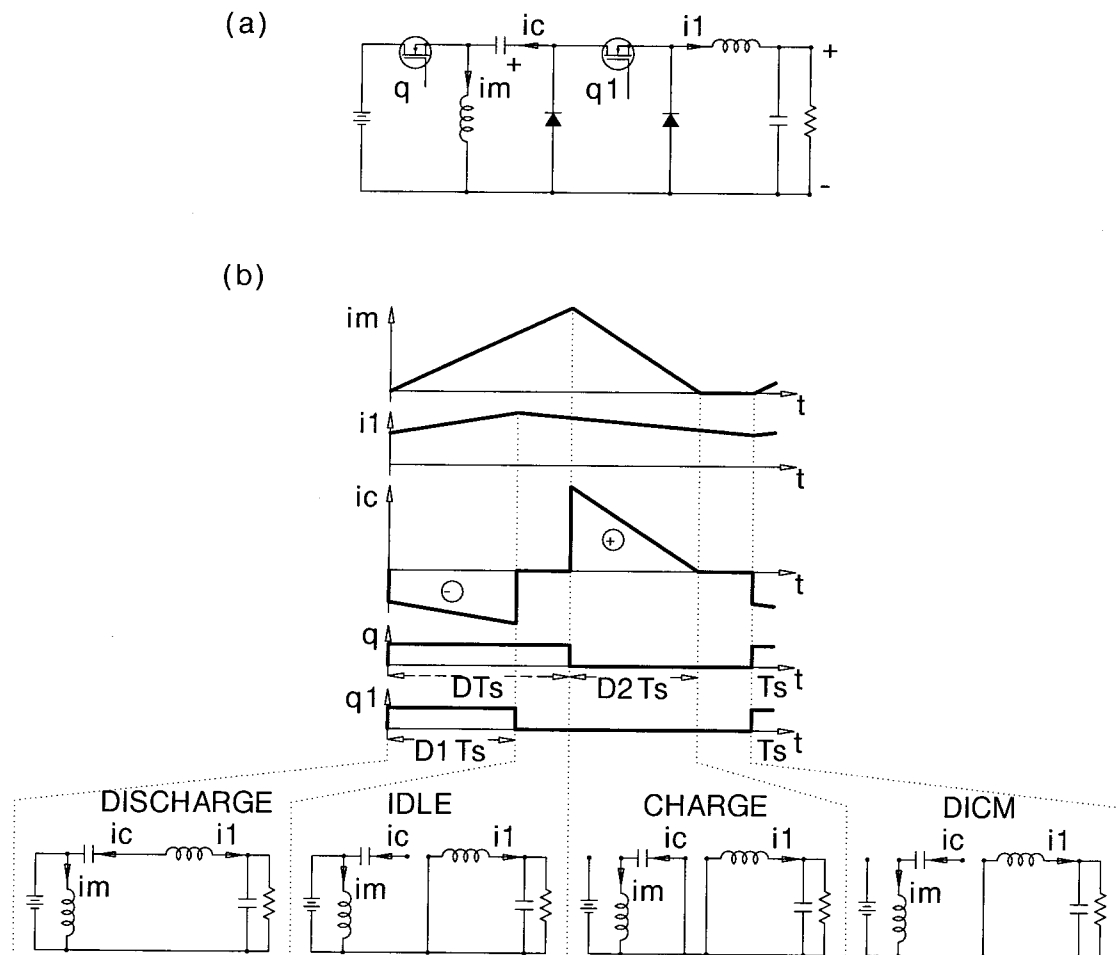 (a)
ic
i1
+
q
+
im
q1
-
(b)
im
t
i1
t
ic
+
-
t
q
t
DTs
D2 Ts
Ts
q1
t
D1 Ts
Ts
DISCHARGE
IDLE
CHARGE
DICM
ic
i1
im
ic
i1
im
ic
i1
im
ic
i1
im